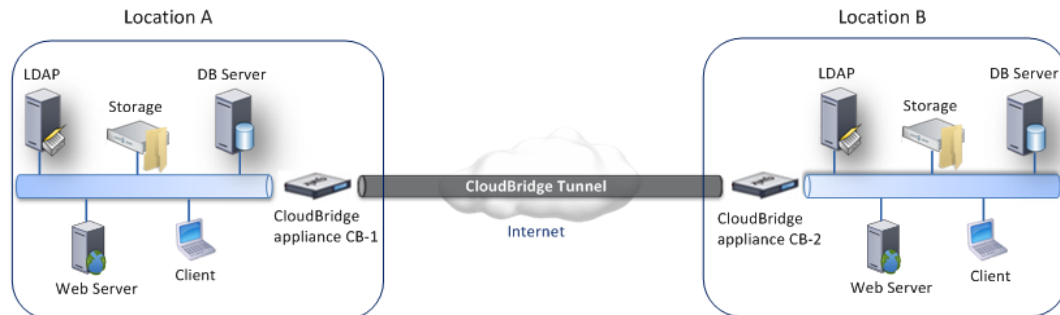 Location A
Location B
LDAP
DB Server
Storage
LDAP
DB Server
Storage
CloudBridge Tunnel
CloudBridge
appliance CB-1
Internet
CloudBridge
appliance CB-2
Web Server
Client
Web Server
Client